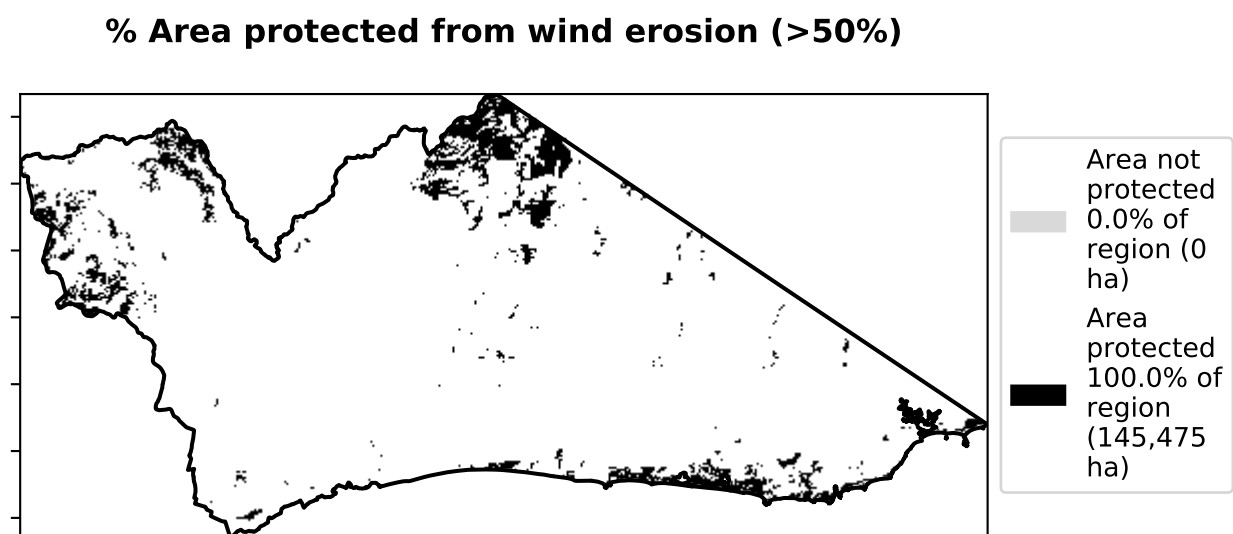 % Area protected from wind erosion (>50%)
Area not
protected
0.0% of
region (0
ha)
Area
protected
100.0% of
region
(145,475
ha)